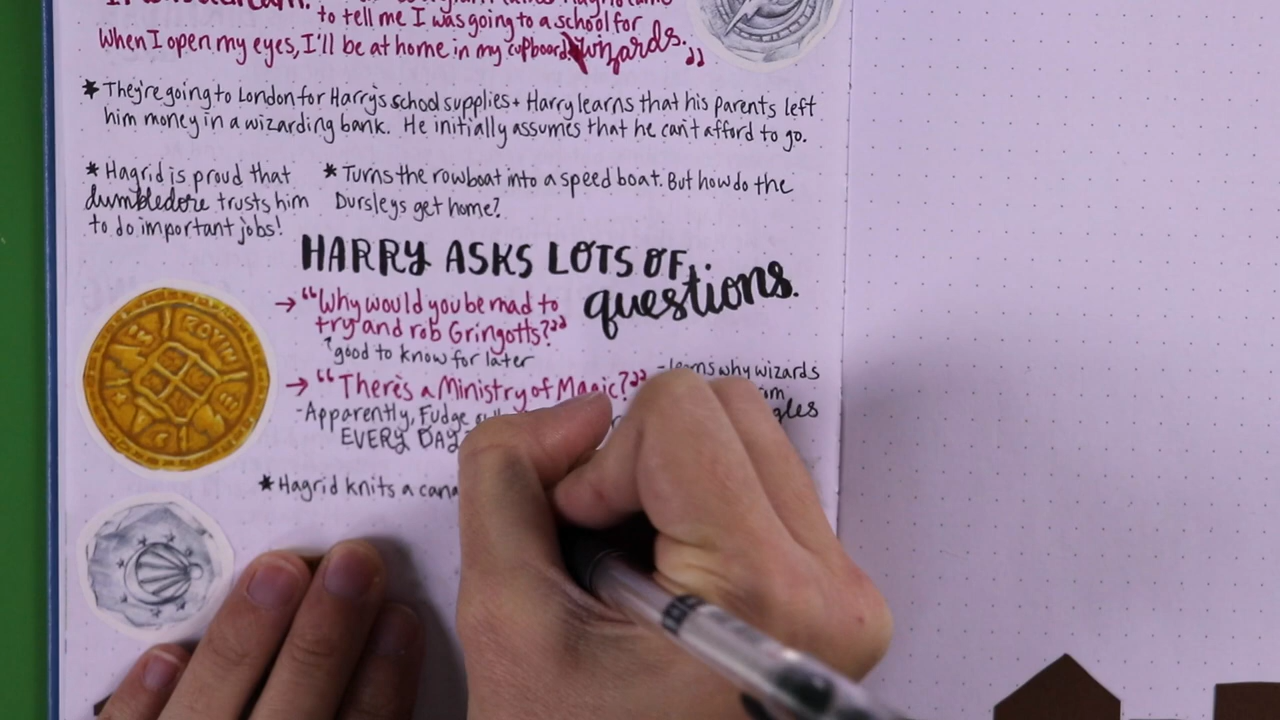 to tell me I was going to a school for
When I open my eyes, I'll be at home in my cupboard. Wizards.”
* They're going to London for Harry's school supplies + Harry learns that his parents left
him money in a wizarding bank. He initially assumes that he can't afford to go.
* Hagrid is proud that
dumbledore trusts him
to do important jobs!
* Turns the rowboat into a speed boat. But how do the
Dursleys get home?
HARRY ASKS LOTS OF
questions.
→ “Why would you be mad to
try and rob Gringotts?”
↑ good to know for later
→ “There's a Ministry of Magic?”
- Apparently, Fudge
EVERY DAY
- learns why wizards
* Hagrid knits a